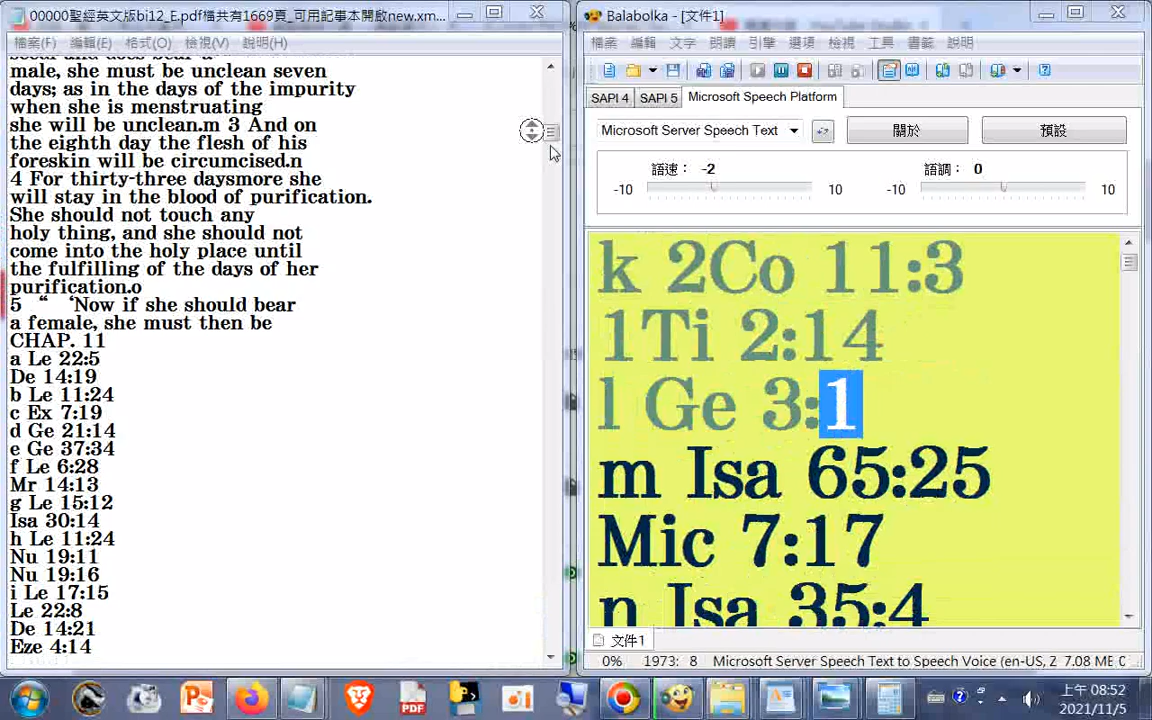 00000聖經英文版bi12_E.pdf檔共有1669頁_可用記事本開啟new.xm...
檔案(F) 編輯(E) 格式(O) 檢視(V) 說明(H)
male, she must be unclean seven
days; as in the days of the impurity
when she is menstruating
she will be unclean.m 3 And on
the eighth day the flesh of his
foreskin will be circumcised.n
4 For thirty-three daysmore she
will stay in the blood of purification.
She should not touch any
holy thing, and she should not
come into the holy place until
the fulfilling of the days of her
purification.o
5 “ ‘Now if she should bear
a female, she must then be
CHAP. 11
a Le 22:5
De 14:19
b Le 11:24
c Ex 7:19
d Ge 21:14
e Ge 37:34
f Le 6:28
Mr 14:13
g Le 15:12
Isa 30:14
h Le 11:24
Nu 19:11
Nu 19:16
i Le 17:15
Le 22:8
De 14:21
Eze 4:14
Balabolka - [文件1]
檔案 編輯 文字 朗讀 引擎 選項 檢視 工具 書籤 說明
SAPI 4 SAPI 5 Microsoft Speech Platform
Microsoft Server Speech Text 關於 預設
語速： -2 語調： 0
-10 10 -10 10
k 2Co 11:3
1Ti 2:14
l Ge 3:1
m Isa 65:25
Mic 7:17
n Isa 35:4
文件1
0% 1973: 8 Microsoft Server Speech Text to Speech Voice (en-US, Z 7.08 MB
PDF
上午 08:52
2021/11/5